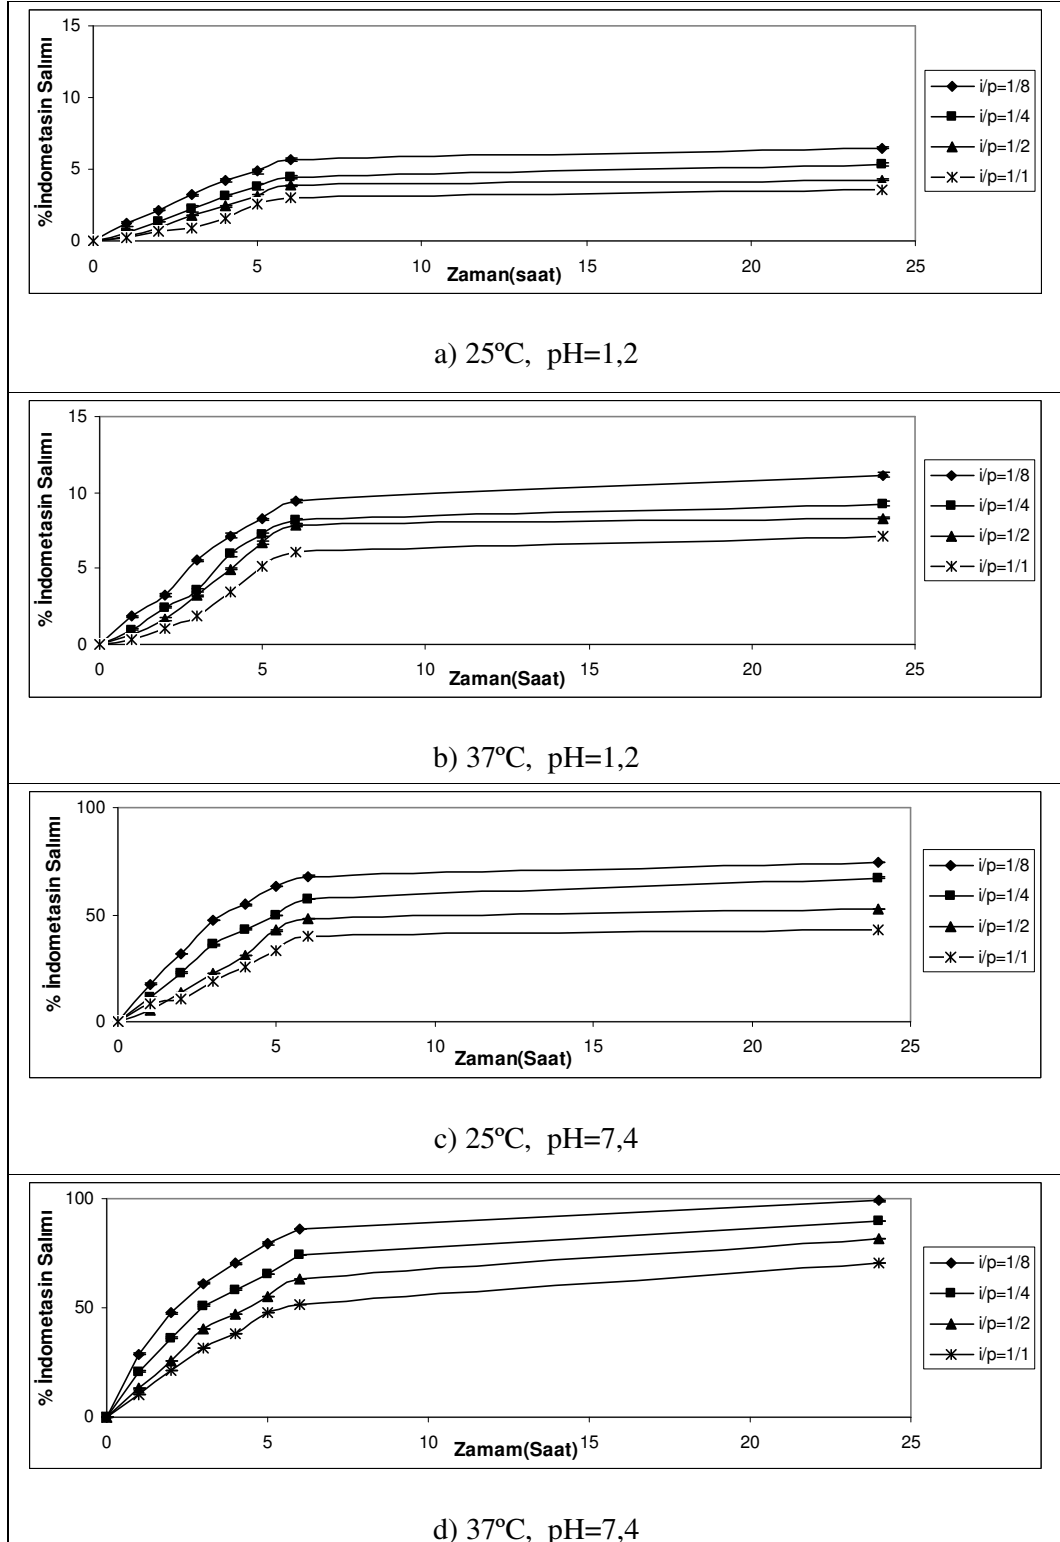 15
10
5
0
0
5
10
15
20
25
%İndometasin Salımı
Zaman(saat)
i/p=1/8
i/p=1/4
i/p=1/2
i/p=1/1
a) 25ºC, pH=1,2
15
10
5
0
0
5
10
15
20
25
% İndometasin Salımı
Zaman(Saat)
i/p=1/8
i/p=1/4
i/p=1/2
i/p=1/1
b) 37ºC, pH=1,2
100
50
0
0
5
10
15
20
25
% İndometasin Salımı
Zaman(Saat)
i/p=1/8
i/p=1/4
i/p=1/2
i/p=1/1
c) 25ºC, pH=7,4
100
50
0
0
5
10
15
20
25
% İndometasin Salımı
Zamam(Saat)
i/p=1/8
i/p=1/4
i/p=1/2
i/p=1/1
d) 37ºC, pH=7,4